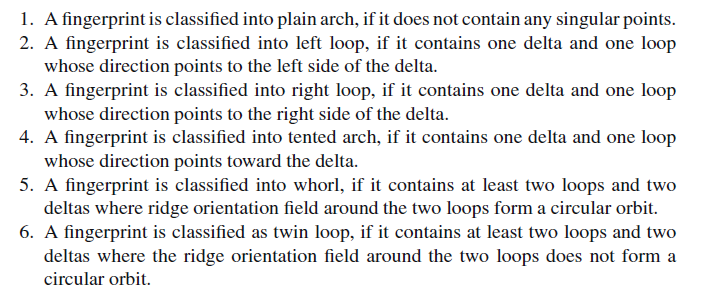 1. A fingerprint is classified into plain arch, if it does not contain any singular points.
2. A fingerprint is classified into left loop, if it contains one delta and one loop
whose direction points to the left side of the delta.
3. A fingerprint is classified into right loop, if it contains one delta and one loop
whose direction points to the right side of the delta.
4. A fingerprint is classified into tented arch, if it contains one delta and one loop
whose direction points toward the delta.
5. A fingerprint is classified into whorl, if it contains at least two loops and two
deltas where ridge orientation field around the two loops form a circular orbit.
6. A fingerprint is classified as twin loop, if it contains at least two loops and two
deltas where the ridge orientation field around the two loops does not form a
circular orbit.